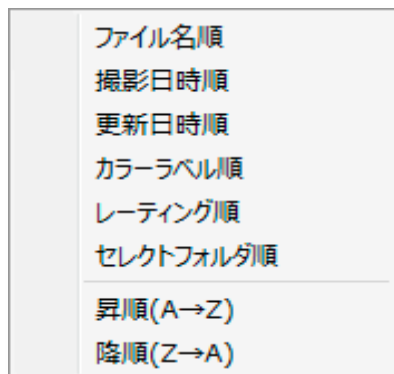 ファイル名順
撮影日時順
更新日時順
カラーラベル順
レーティング順
セレクトフォルダ順
昇順(A→Z)
降順(Z→A)